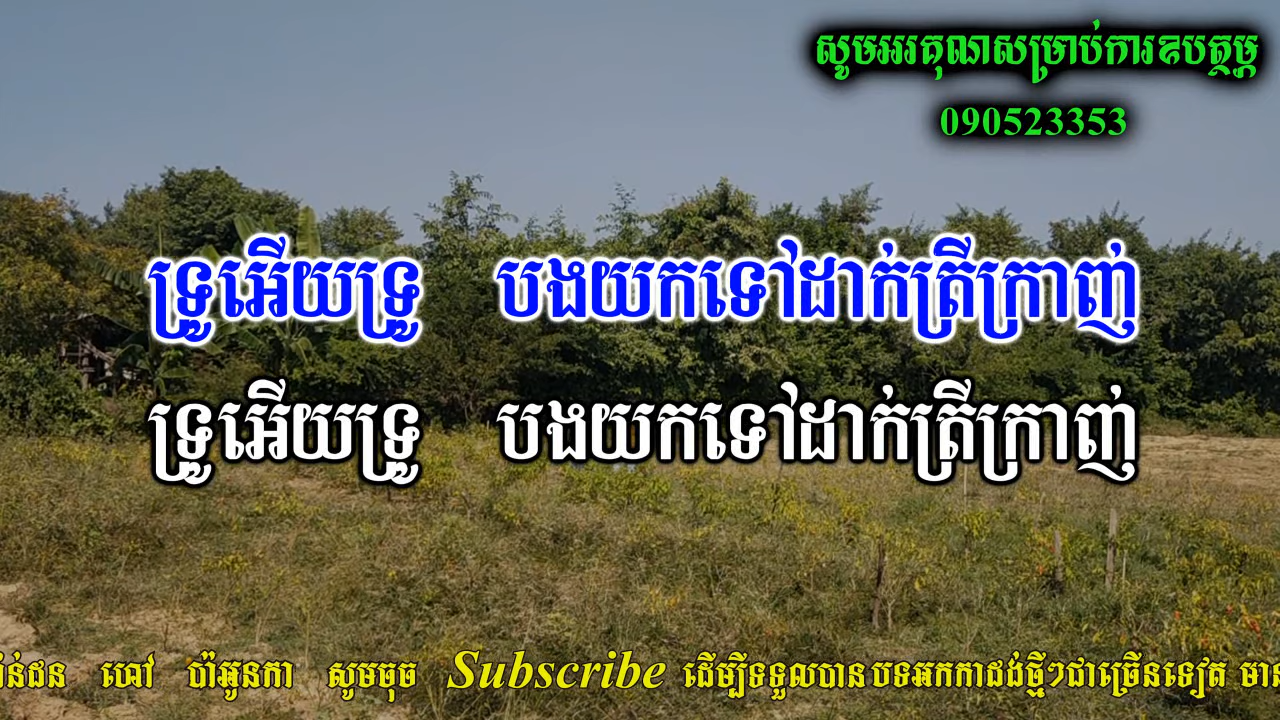 សូមអរគុណសម្រាប់ការឧបត្ថម្ភ
090523353
ទ្រូអើយទ្រូ បងយកទៅដាក់ត្រីក្រាញ់
ទ្រូអើយទ្រូ បងយកទៅដាក់ត្រីក្រាញ់
ហៅ ប៉ាអូនកា សូមចុច Subscribe ដើម្បីទទួលបានបទអកកាដង់ថ្មីៗជាច្រើនទៀត